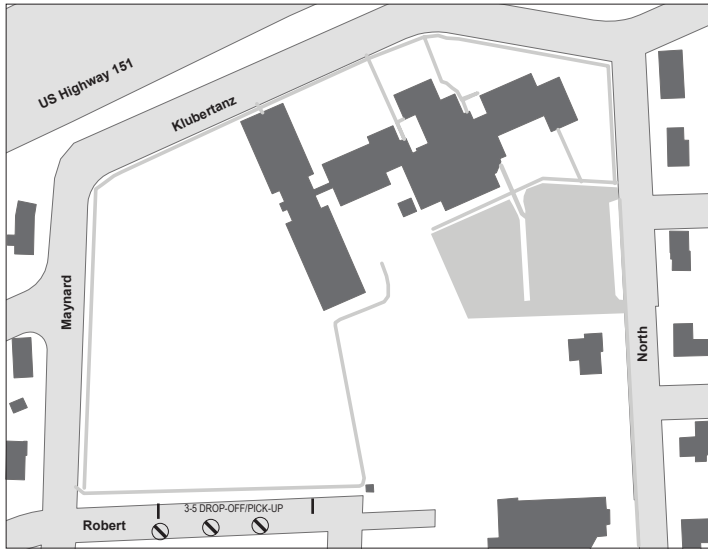 US Highway 151
Klubertanz
Maynard
North
3-5 DROP-OFF/PICK-UP
Robert